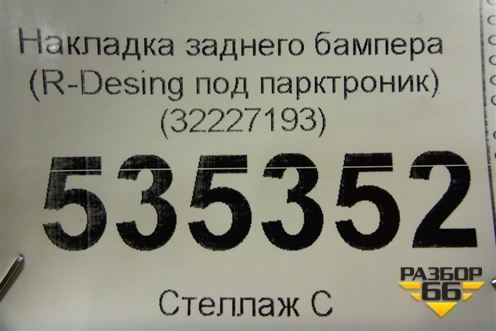 Накладка заднего бампера
(R-Desing под парктроник)
(32227193)
535352
Стеллаж С
РАЗБОР
66